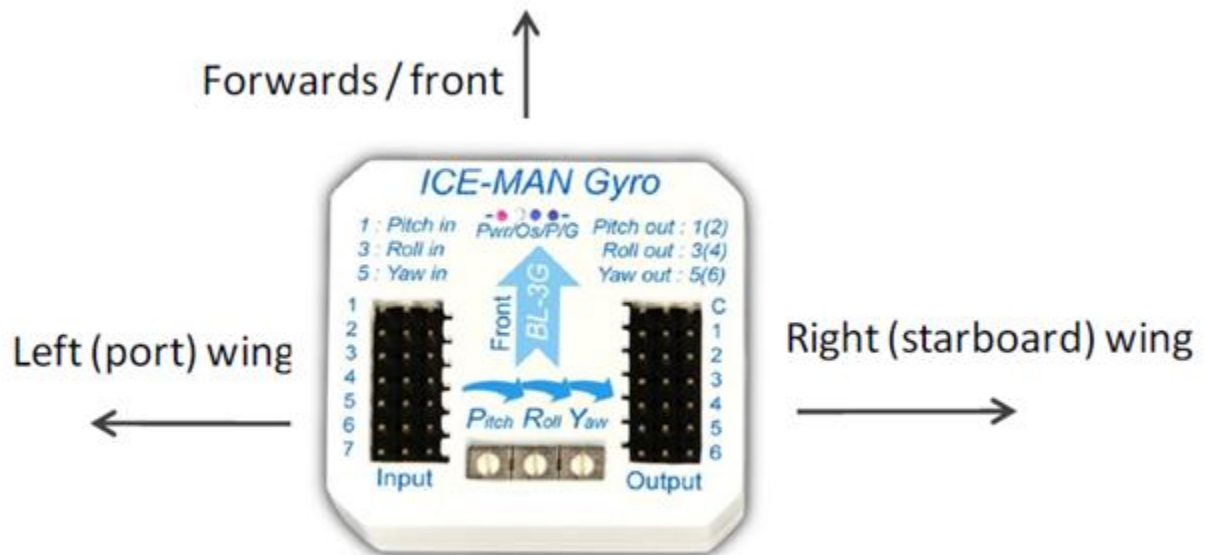 Forwards / front
ICE-MAN Gyro
1 : Pitch in
3 : Roll in
5 : Yaw in
Pwr/Os/P/G
Pitch out : 1(2)
Roll out : 3(4)
Yaw out : 5(6)
Left (port) wing
1
2
3
4
5
6
7
Input
Front
BL-3G
Pitch Roll Yaw
C
1
2
3
4
5
6
Output
Right (starboard) wing